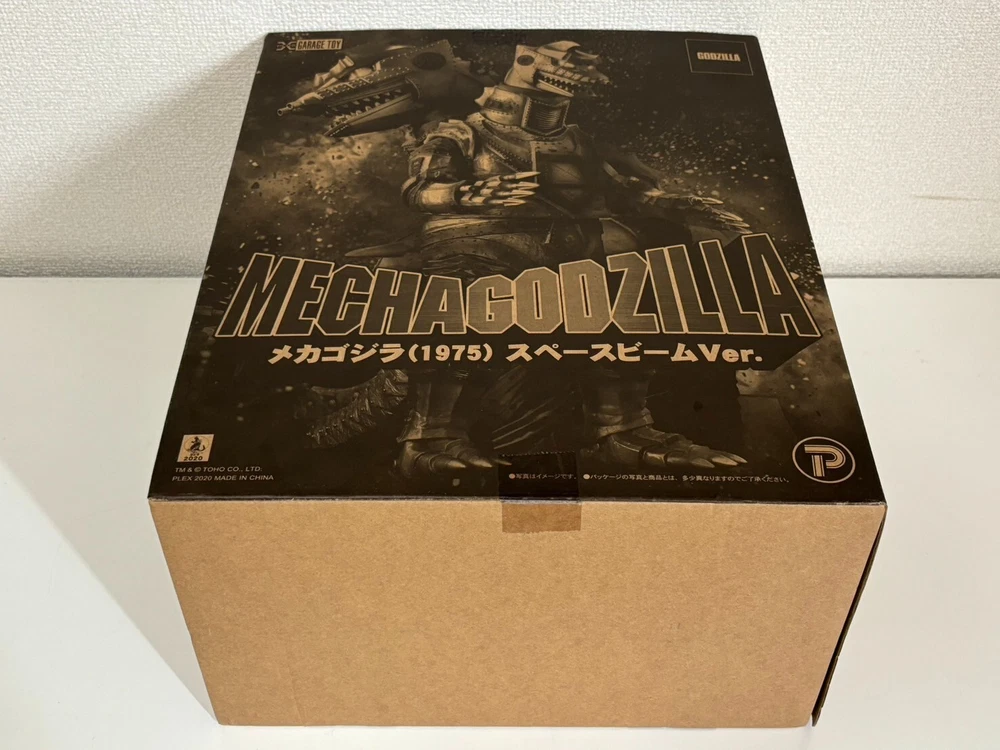 GARAGE TOY
GODZILLA
MECHAGODZILLA
メカゴジラ(1975) スペースビームVer.
2020
TM & © TOHO CO., LTD.
PLEX 2020 MADE IN CHINA
●写真はイメージです。 ●パッケージの写真と商品とは、多少異なりますのでご了承ください。
P